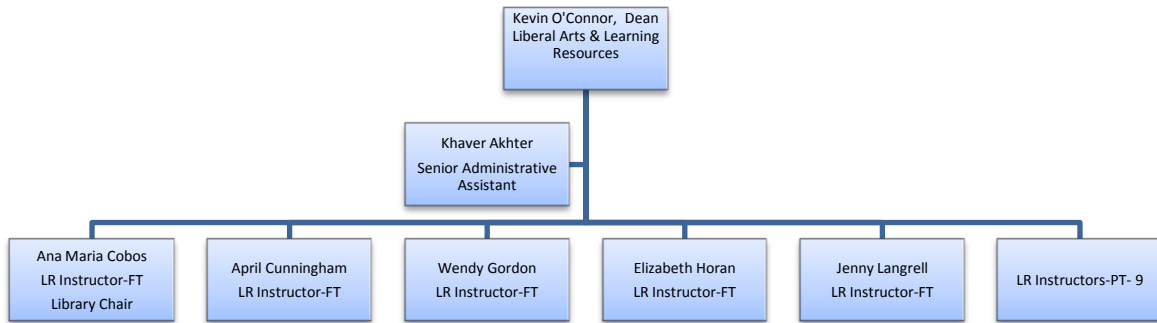 Kevin O'Connor, Dean
Liberal Arts & Learning
Resources
Khaver Akhter
Senior Administrative
Assistant
Ana Maria Cobos
LR Instructor-FT
Library Chair
April Cunningham
LR Instructor-FT
Wendy Gordon
LR Instructor-FT
Elizabeth Horan
LR Instructor-FT
Jenny Langrell
LR Instructor-FT
LR Instructors-PT- 9